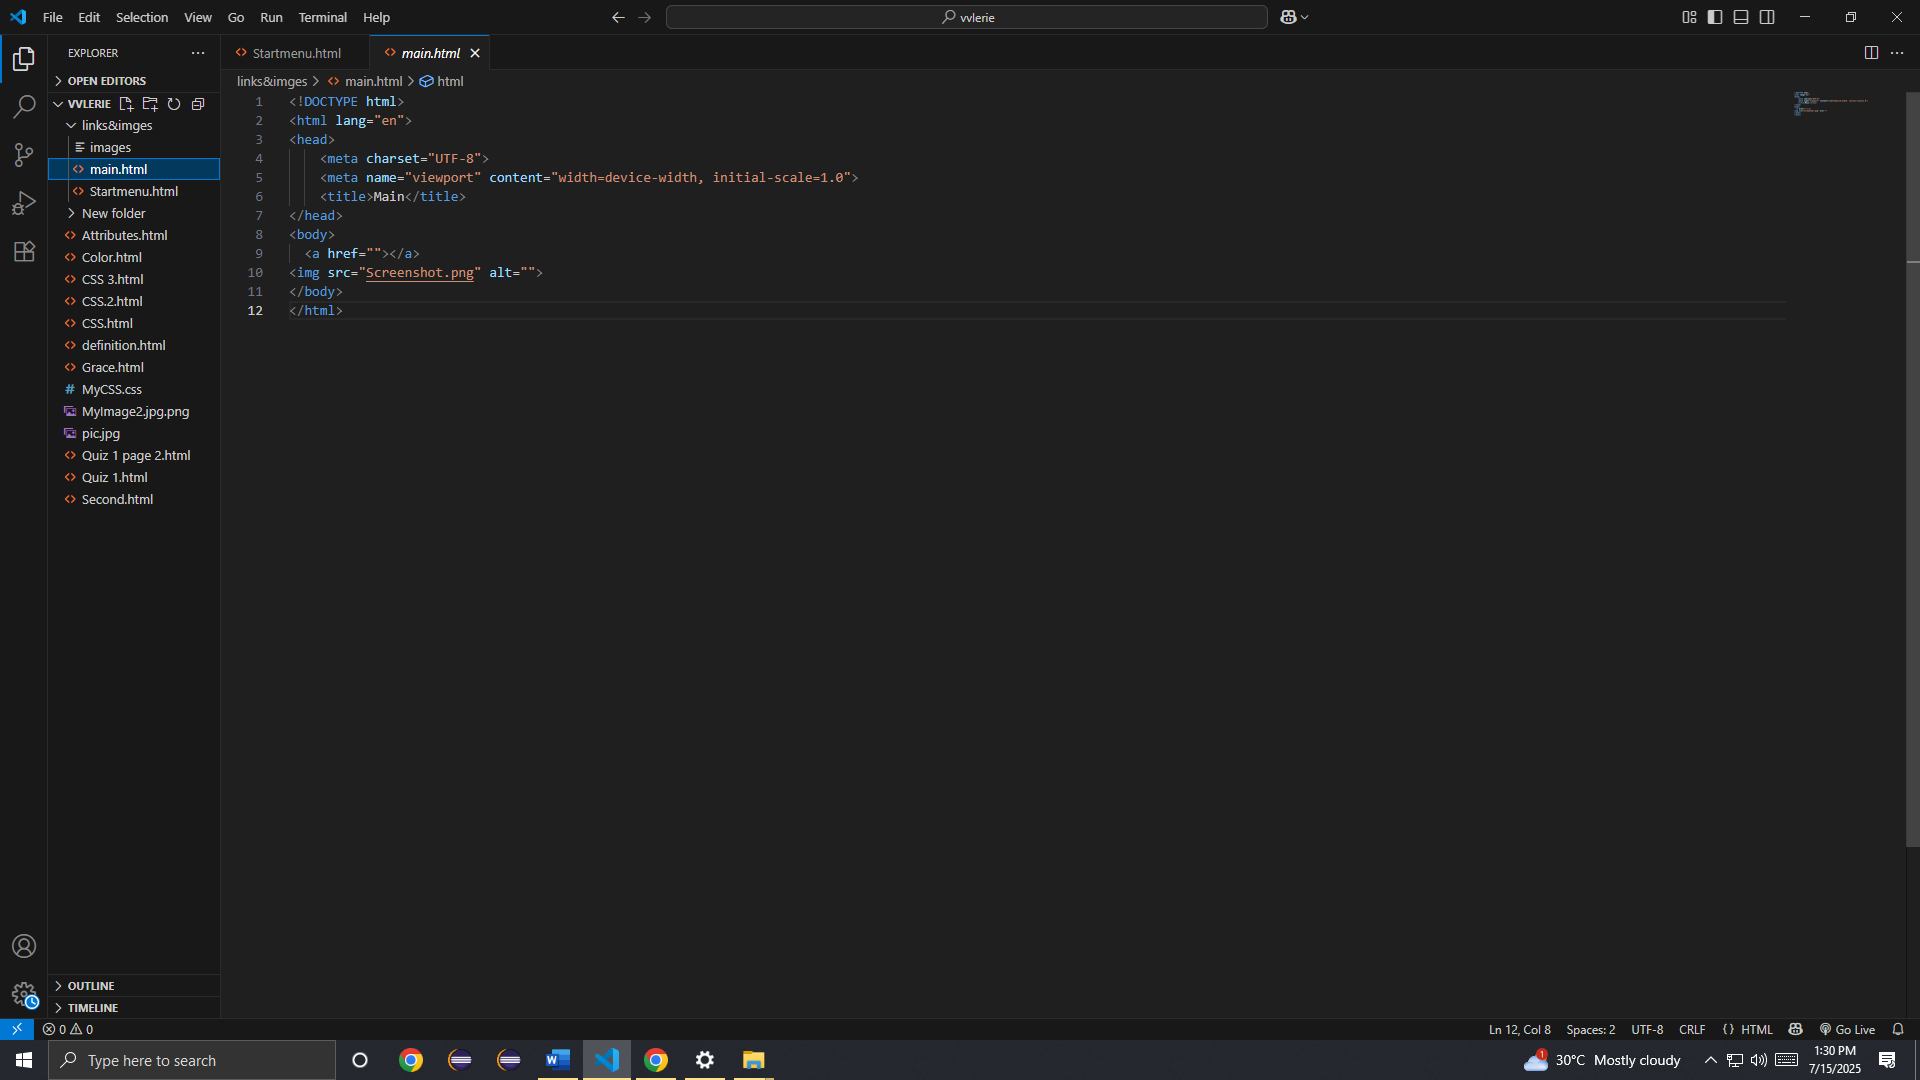 File Edit Selection View Go Run Terminal Help
vvlerie
EXPLORER
OPEN EDITORS
VVLERIE
links&imges
images
main.html
Startmenu.html
New folder
Attributes.html
Color.html
CSS 3.html
CSS.2.html
CSS.html
definition.html
Grace.html
MyCSS.css
MyImage2.jpg.png
pic.jpg
Quiz 1 page 2.html
Quiz 1.html
Second.html
OUTLINE
TIMELINE
Startmenu.html main.html
links&imges > main.html > html
1 <!DOCTYPE html>
2 <html lang="en">
3 <head>
4 <meta charset="UTF-8">
5 <meta name="viewport" content="width=device-width, initial-scale=1.0">
6 <title>Main</title>
7 </head>
8 <body>
9 <a href=""></a>
10 <img src="Screenshot.png" alt="">
11 </body>
12 </html>
0 0
Ln 12, Col 8 Spaces: 2 UTF-8 CRLF {} HTML Go Live
Type here to search
1 30°C Mostly cloudy
1:30 PM
7/15/2025